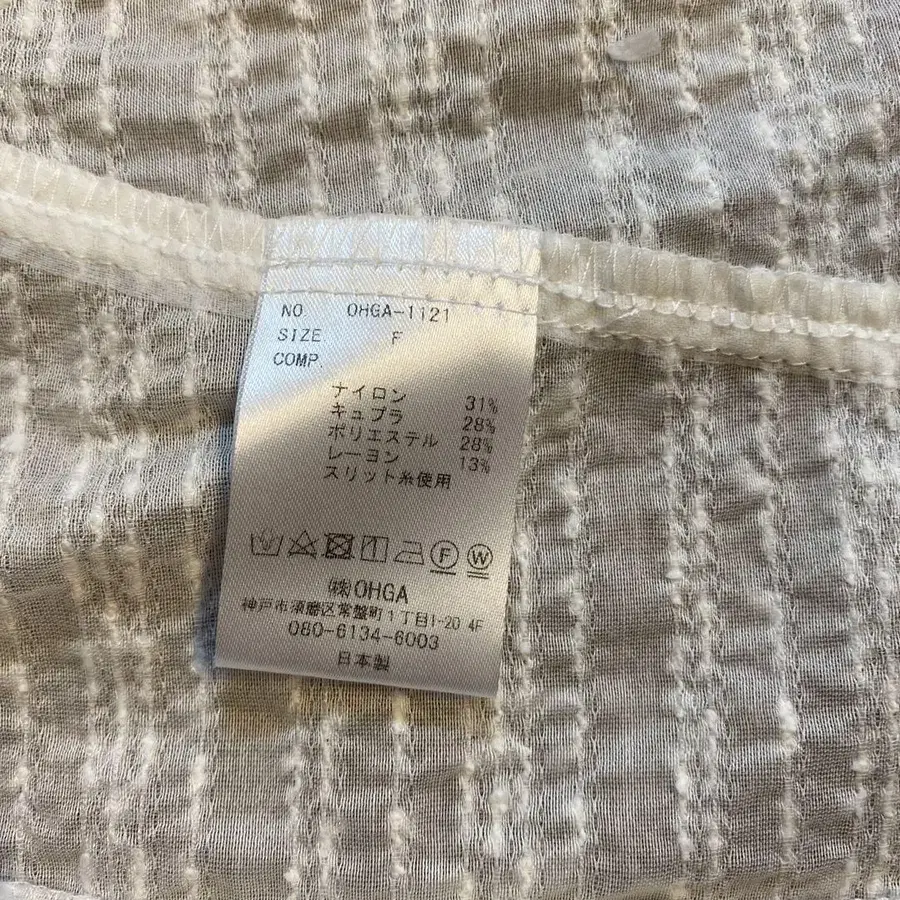 NO OHGA-1121
SIZE F
COMP.
ナイロン 31%
キュプラ 28%
ポリエステル 28%
レーヨン 13%
スリット糸使用
F W
㈱OHGA
神戸市須磨区常盤町1丁目1-20 4F
080-6134-6003
日本製